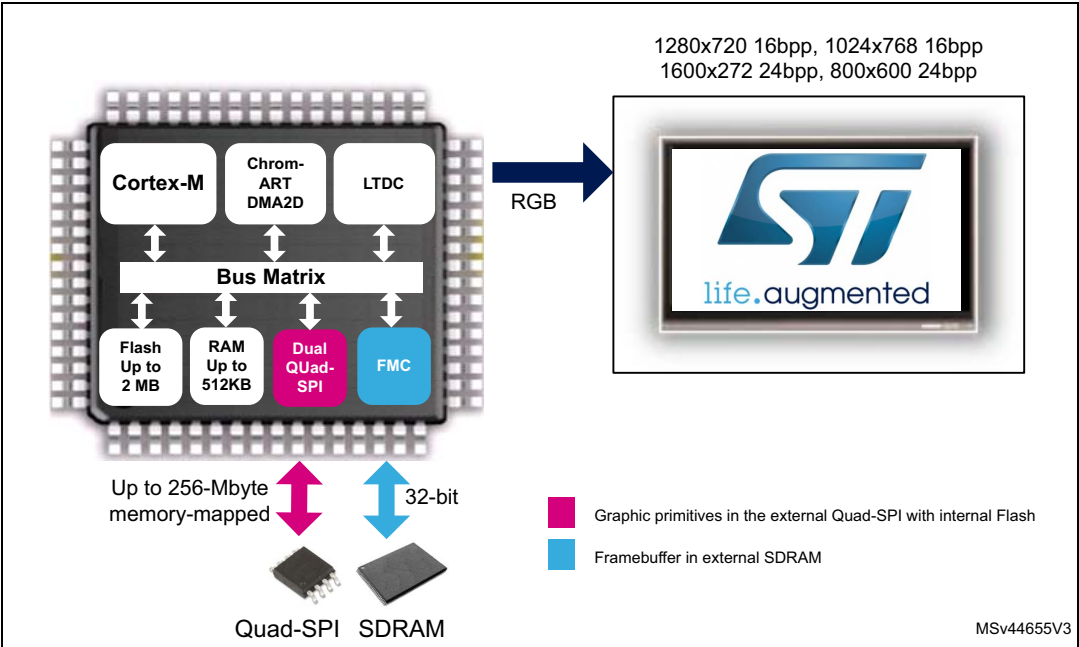 1280x720 16bpp, 1024x768 16bpp
1600x272 24bpp, 800x600 24bpp
Cortex-M
Chrom-
ART
DMA2D
LTDC
RGB
ST
life.augmented
Bus Matrix
Flash
Up to
2 MB
RAM
Up to
512KB
Dual
QUad-
SPI
FMC
Up to 256-Mbyte
memory-mapped
32-bit
Graphic primitives in the external Quad-SPI with internal Flash
Framebuffer in external SDRAM
Quad-SPI
SDRAM
MSv44655V3